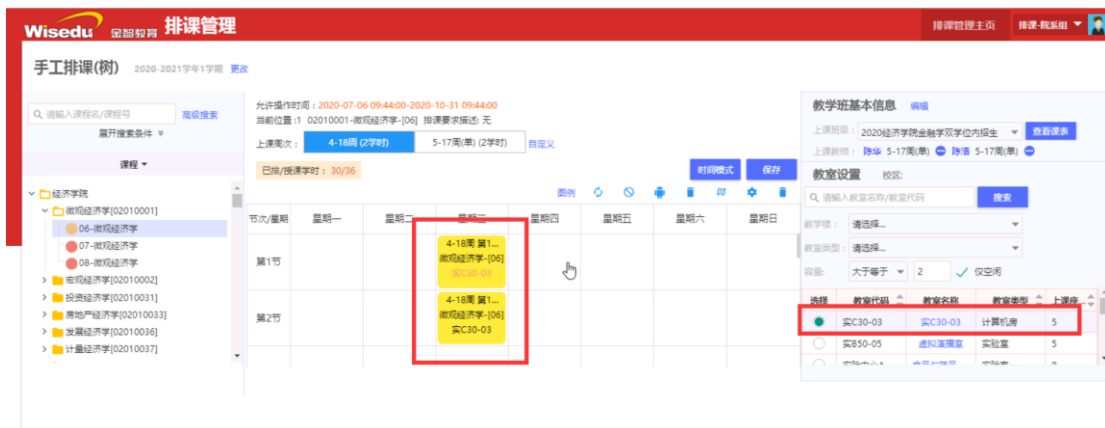 Wisedu 金智教育 排课管理 排课管理主页 排课-院系组
手工排课(树) 2020-2021学年1学期 更改
请输入课程名/课程号 高级搜索
展开搜索条件
课程
经济学院
微观经济学[02010001]
06-微观经济学
07-微观经济学
08-微观经济学
宏观经济学[02010002]
投资经济学[02010031]
房地产经济学[02010033]
发展经济学[02010036]
计量经济学[02010037]
允许操作时间：2020-07-06 09:44:00-2020-10-31 09:44:00
当前位置:1 02010001-微观经济学-[06] 排课要求描述: 无
上课周次： 4-18周 (2学时) 5-17周(单) (2学时) 自定义
已排/授课学时：30/36 时间模式 保存
图例
节次/星期 星期一 星期二 星期三 星期四 星期五 星期六 星期日
第1节
4-18周 第1...
微观经济学-[06]
实C30-03
第2节
4-18周 第1...
微观经济学-[06]
实C30-03
教学班基本信息 编辑
上课班级： 2020经济学院金融学双学位内招生 查看课表
上课教师： 陈华 5-17周(单) 陈浩 5-17周(单)
教室设置 校区:
请输入教室名称/教室代码 搜索
教学楼： 请选择...
教室类型： 请选择...
容量: 大于等于 2 仅空闲
选择 教室代码 教室名称 教室类型 上课座...
实C30-03 实C30-03 计算机房 5
实B50-05 虚拟演播室 实验室 5